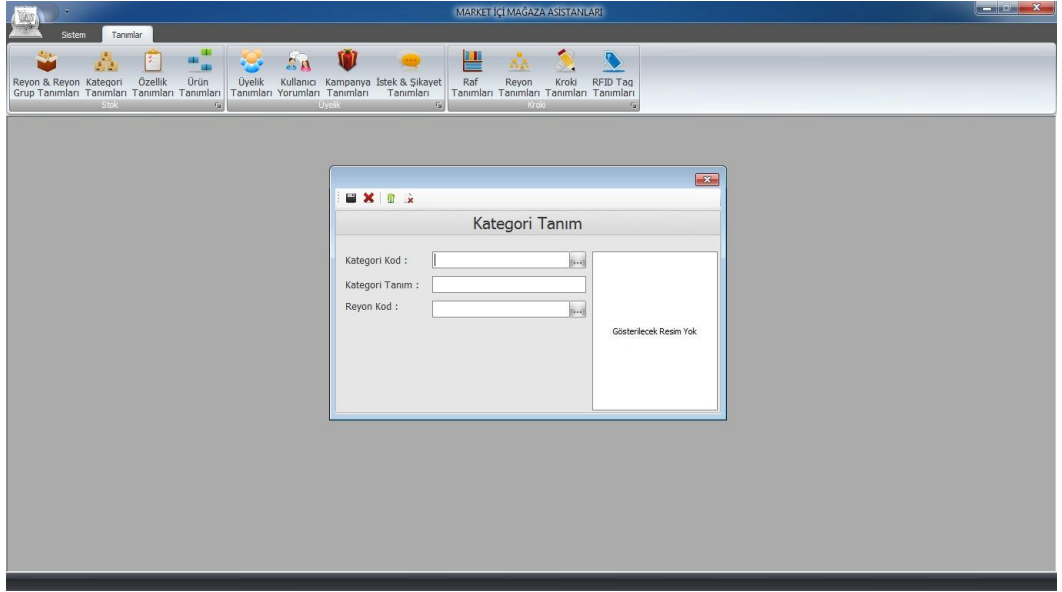 MARKET İÇİ MAĞAZA ASİSTANLARI
Sistem Tanımlar
Reyon & Reyon Kategori Özellik Ürün Üyelik Kullanıcı Kampanya İstek & Şikayet Raf Reyon Kroki RFID Tag
Grup Tanımları Tanımları Tanımları Tanımları Tanımları Yorumları Tanımları Tanımları Tanımları Tanımları Tanımları Tanımları
Stok Üyelik Kroki
Kategori Tanım
Kategori Kod :
Kategori Tanım :
Reyon Kod :
Gösterilecek Resim Yok